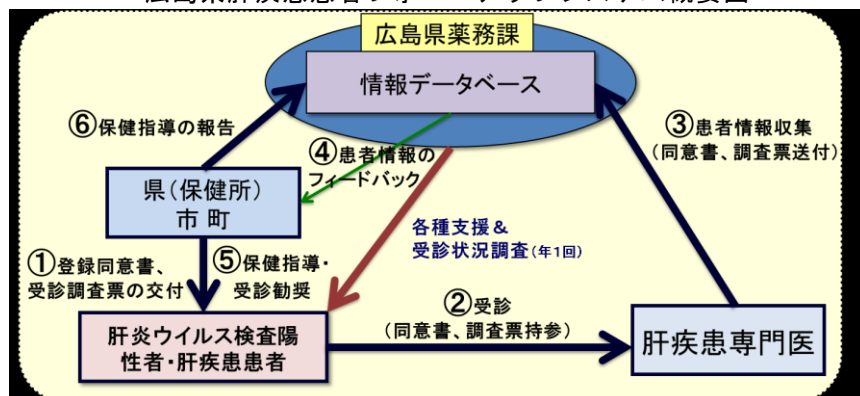 広島県薬務課
情報データベース
⑥保健指導の報告
③患者情報収集
(同意書、調査票送付)
④患者情報の
フィードバック
県(保健所)
市 町
各種支援&
受診状況調査(年1回)
①登録同意書、
受診調査票の交付
⑤保健指導・
受診勧奨
②受診
(同意書、調査票持参)
肝炎ウイルス検査陽
性者・肝疾患患者
肝疾患専門医